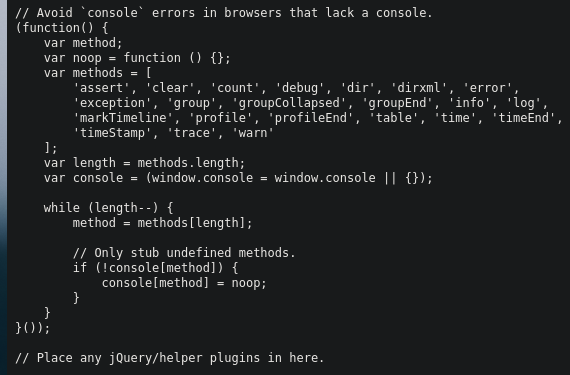 // Avoid `console` errors in browsers that lack a console.
(function() {
    var method;
    var noop = function () {};
    var methods = [
        'assert', 'clear', 'count', 'debug', 'dir', 'dirxml', 'error',
        'exception', 'group', 'groupCollapsed', 'groupEnd', 'info', 'log',
        'markTimeline', 'profile', 'profileEnd', 'table', 'time', 'timeEnd',
        'timeStamp', 'trace', 'warn'
    ];
    var length = methods.length;
    var console = (window.console = window.console || {});

    while (length--) {
        method = methods[length];

        // Only stub undefined methods.
        if (!console[method]) {
            console[method] = noop;
        }
    }
}());

// Place any jQuery/helper plugins in here.